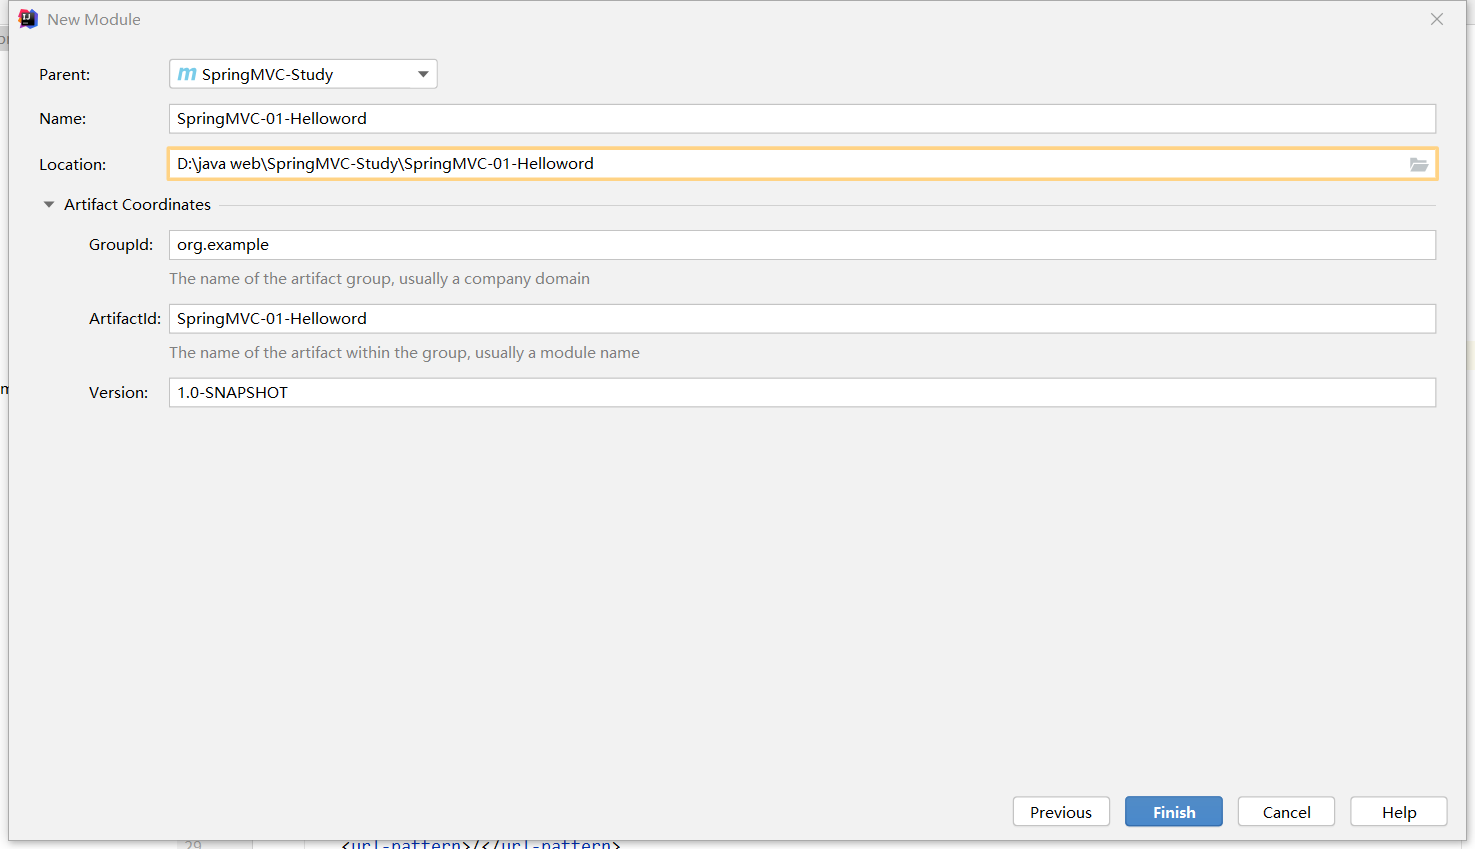 New Module
Parent:
m SpringMVC-Study
Name:
SpringMVC-01-Helloword
Location:
D:\java web\SpringMVC-Study\SpringMVC-01-Helloword
Artifact Coordinates
GroupId:
org.example
The name of the artifact group, usually a company domain
ArtifactId:
SpringMVC-01-Helloword
The name of the artifact within the group, usually a module name
Version:
1.0-SNAPSHOT
Previous
Finish
Cancel
Help
29
<url-pattern>/</url-pattern>